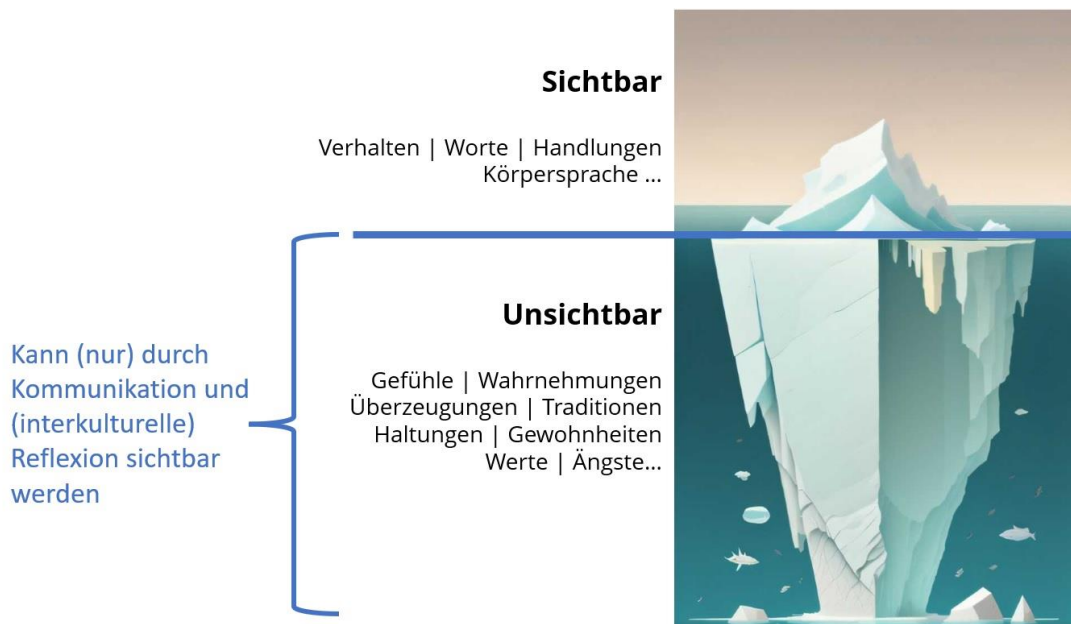 Sichtbar
Verhalten | Worte | Handlungen
Körpersprache ...
Unsichtbar
Gefühle | Wahrnehmungen
Überzeugungen | Traditionen
Haltungen | Gewohnheiten
Werte | Ängste...
Kann (nur) durch
Kommunikation und
(interkulturelle)
Reflexion sichtbar
werden